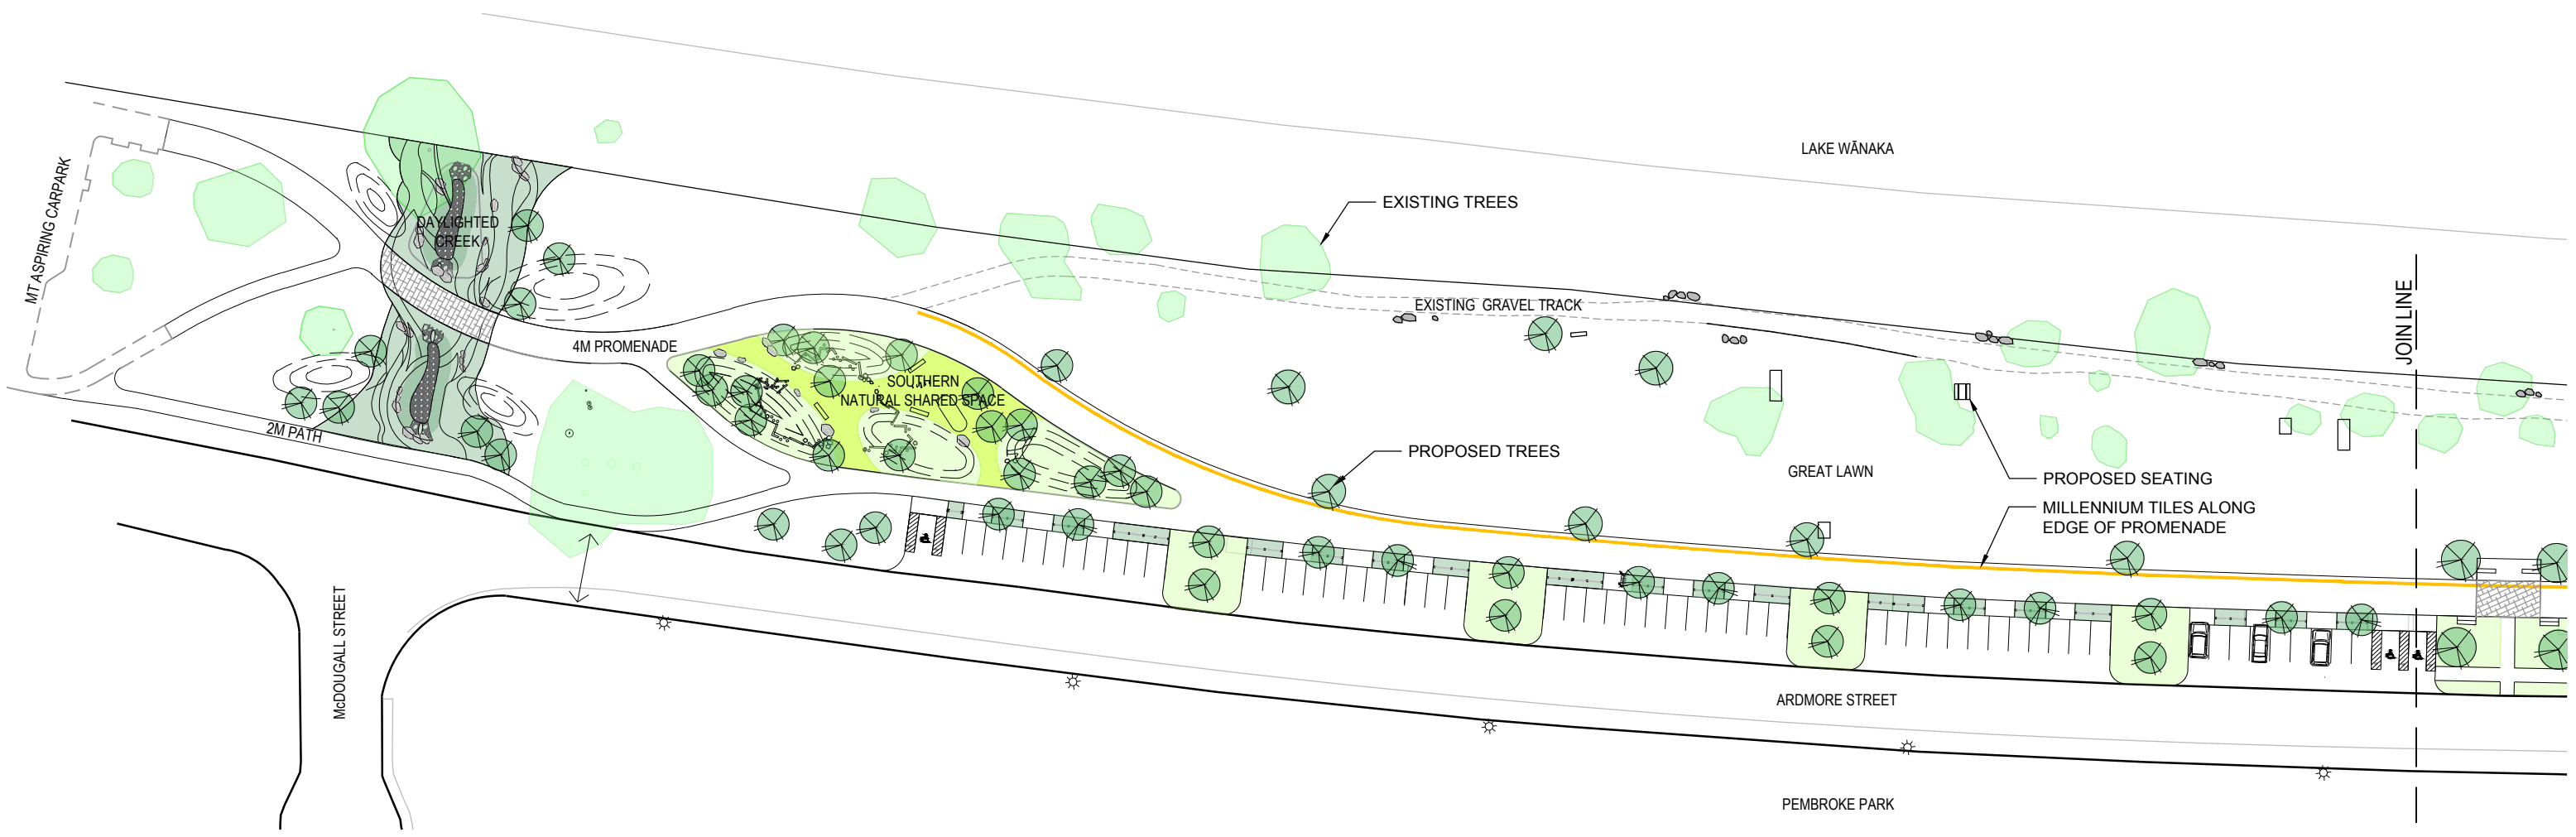 LAKE WĀNAKA
MT ASPIRING CARPARK
DAYLIGHTED
CREEK
EXISTING TREES
EXISTING GRAVEL TRACK
4M PROMENADE
SOUTHERN
NATURAL SHARED SPACE
JOIN LINE
2M PATH
PROPOSED TREES
GREAT LAWN
PROPOSED SEATING
MILLENNIUM TILES ALONG
EDGE OF PROMENADE
McDOUGALL STREET
ARDMORE STREET
PEMBROKE PARK